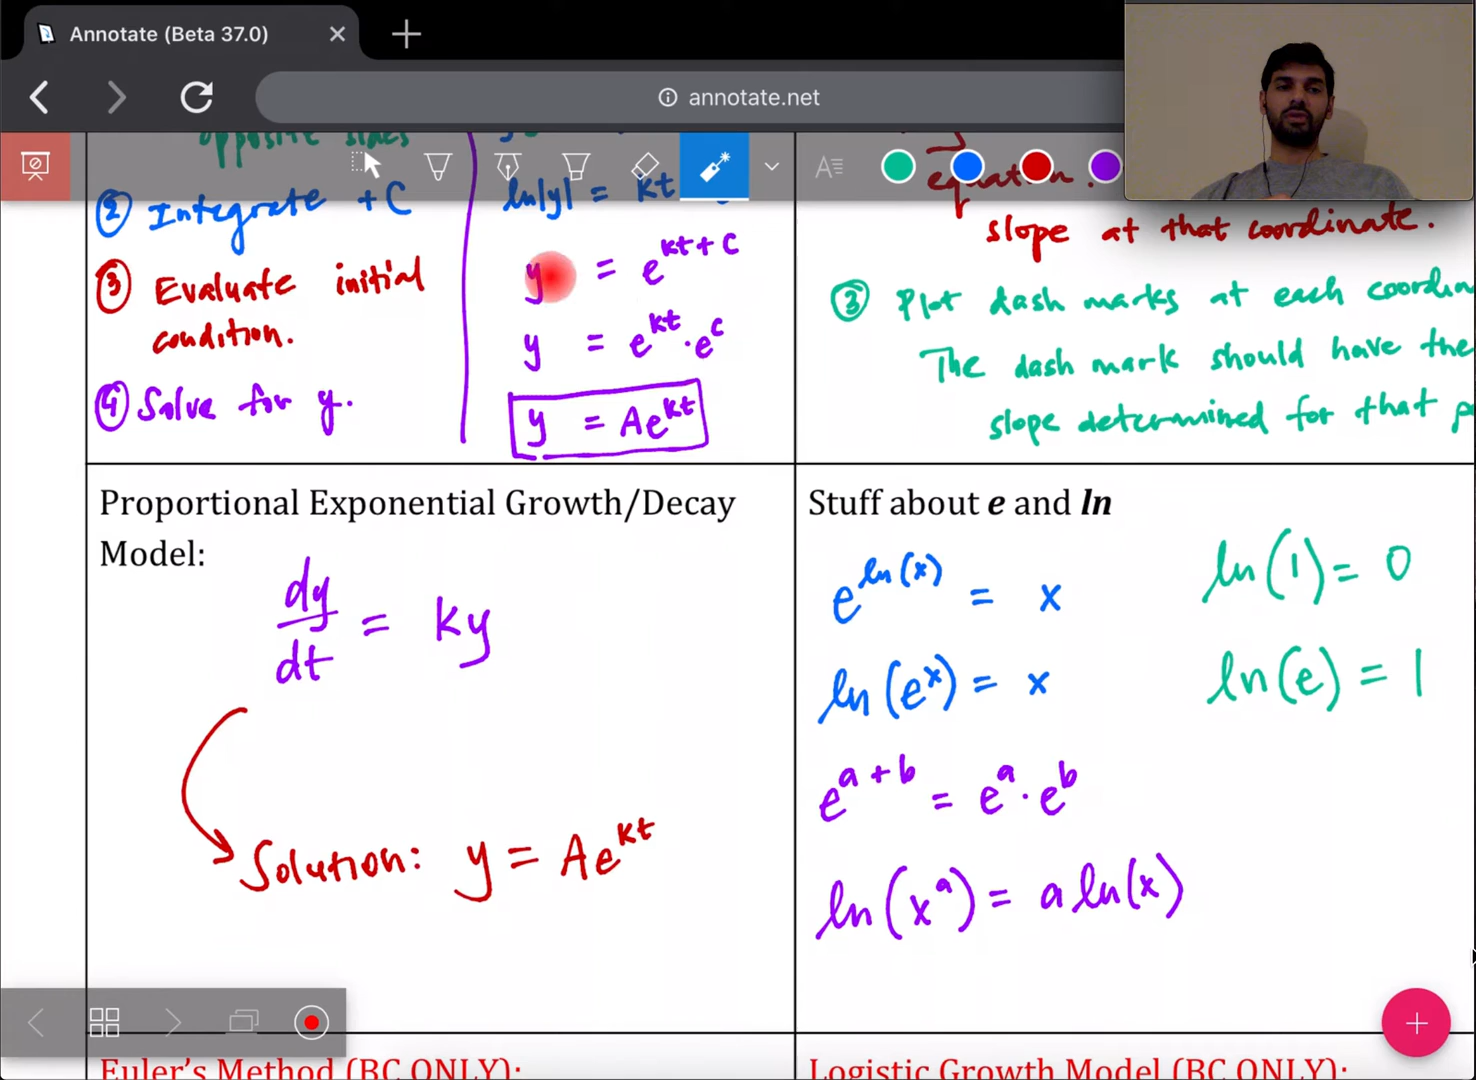 Annotate (Beta 37.0)
annotate.net
opposite sides
② Integrate + C
③ Evaluate initial
condition.
④ Solve for y.
ln|y| = kt
y = e^{kt + C}
y = e^{kt} · e^{C}
y = Ae^{kt}
equation.
slope at that coordinate.
③ Plot dash marks at each
The dash mark should have the
slope determined for that
Proportional Exponential Growth/Decay
Model:
dy/dt = ky
Solution: y = Ae^{kt}
Stuff about e and ln
e^{ln(x)} = x
ln(e^x) = x
e^{a + b} = e^a · e^b
ln(x^a) = a ln(x)
ln(1) = 0
ln(e) = 1
Euler's Method (BC ONLY):
Logistic Growth Model (BC ONLY):